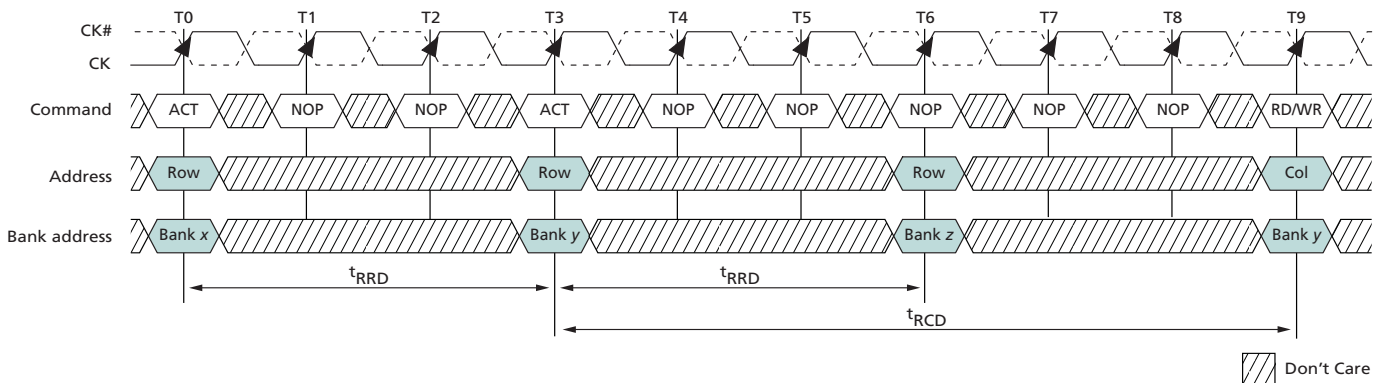 T0 T1 T2 T3 T4 T5 T6 T7 T8 T9
CK#
CK
Command ACT NOP NOP ACT NOP NOP NOP NOP NOP RD/WR
Address Row Row Row Col
Bank address Bank x Bank y Bank z Bank y
tRRD tRRD
tRCD
Don't Care